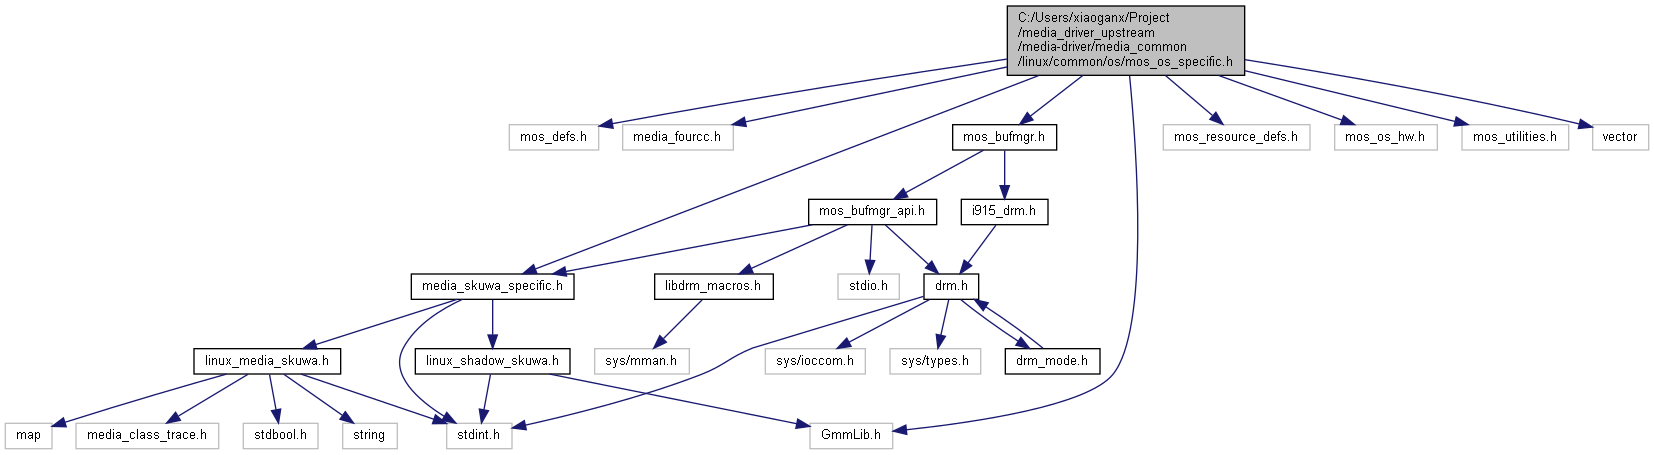 C:/Users/xiaoganx/Project
/media_driver_upstream
/media-driver/media_common
/linux/common/os/mos_os_specific.h
mos_defs.h
media_fourcc.h
mos_bufmgr.h
mos_resource_defs.h
mos_os_hw.h
mos_utilities.h
vector
mos_bufmgr_api.h
i915_drm.h
media_skuwa_specific.h
libdrm_macros.h
stdio.h
drm.h
linux_media_skuwa.h
linux_shadow_skuwa.h
sys/mman.h
sys/ioccom.h
sys/types.h
drm_mode.h
map
media_class_trace.h
stdbool.h
string
stdint.h
GmmLib.h